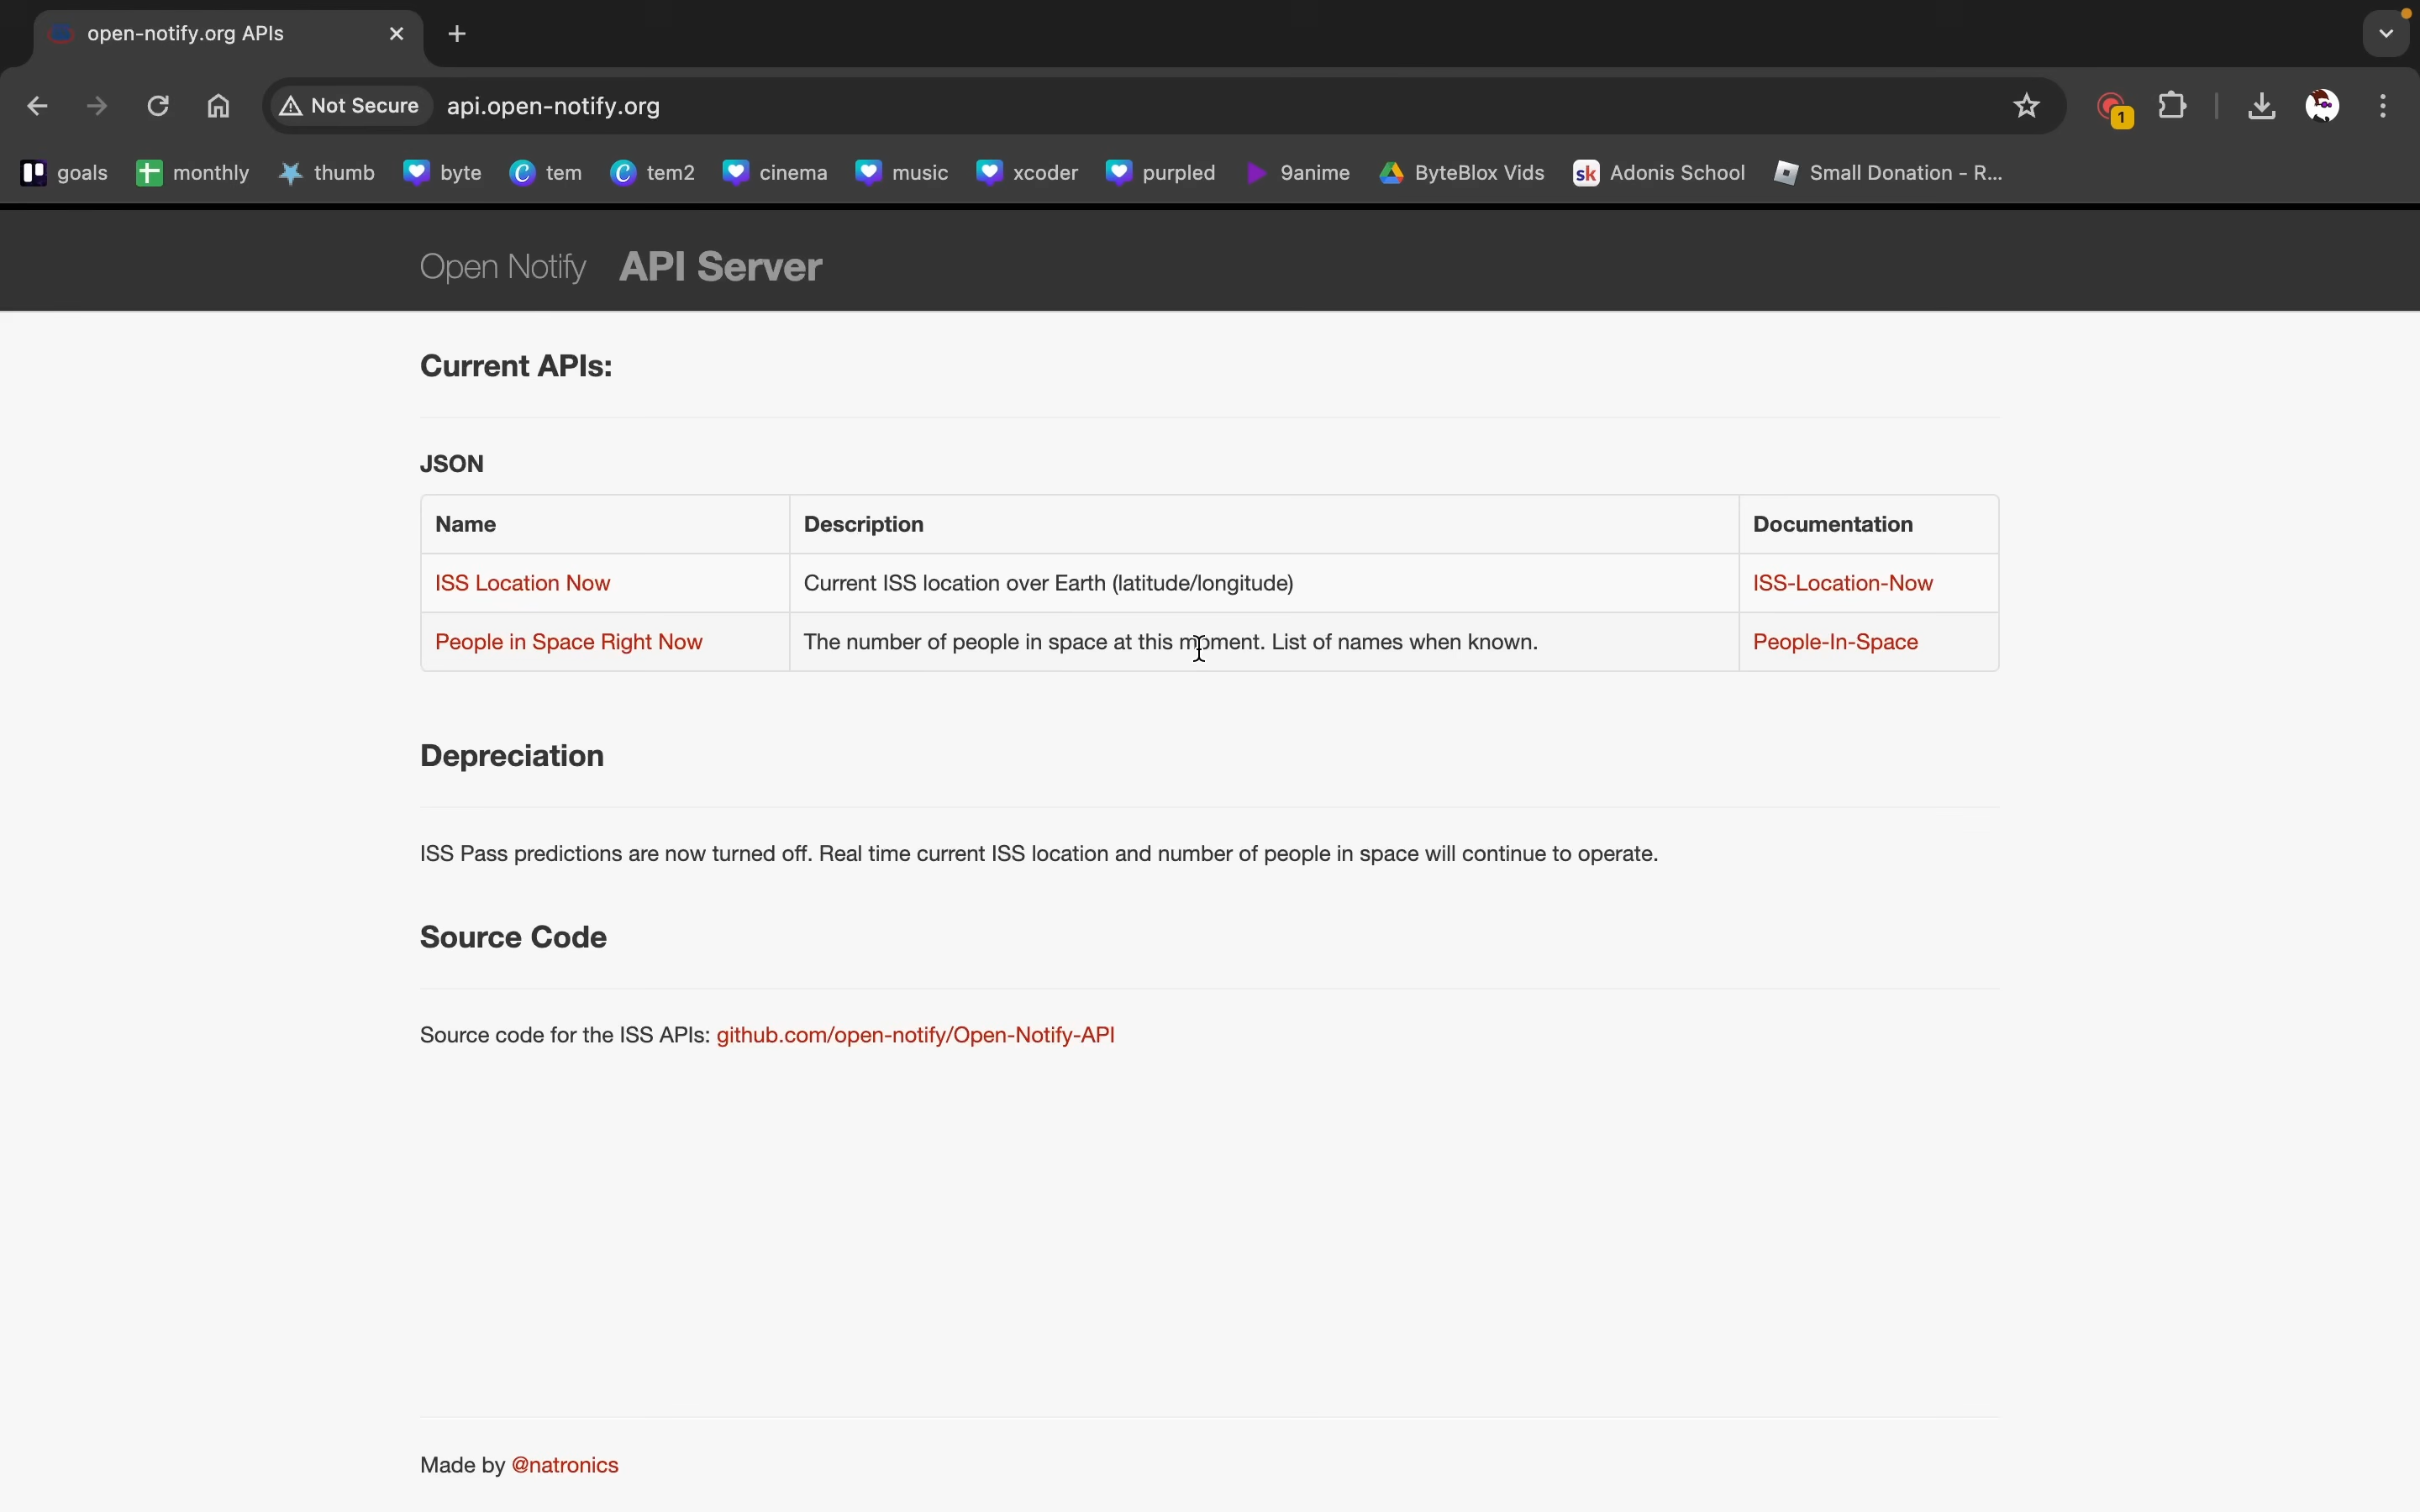 open-notify.org APIs
Not Secure api.open-notify.org
1
goals monthly thumb byte tem tem2 cinema music xcoder purpled 9anime ByteBlox Vids sk Adonis School Small Donation - R...
Open Notify API Server
Current APIs:
JSON
Name Description Documentation
ISS Location Now Current ISS location over Earth (latitude/longitude) ISS-Location-Now
People in Space Right Now The number of people in space at this moment. List of names when known. People-In-Space
Depreciation
ISS Pass predictions are now turned off. Real time current ISS location and number of people in space will continue to operate.
Source Code
Source code for the ISS APIs: github.com/open-notify/Open-Notify-API
Made by @natronics